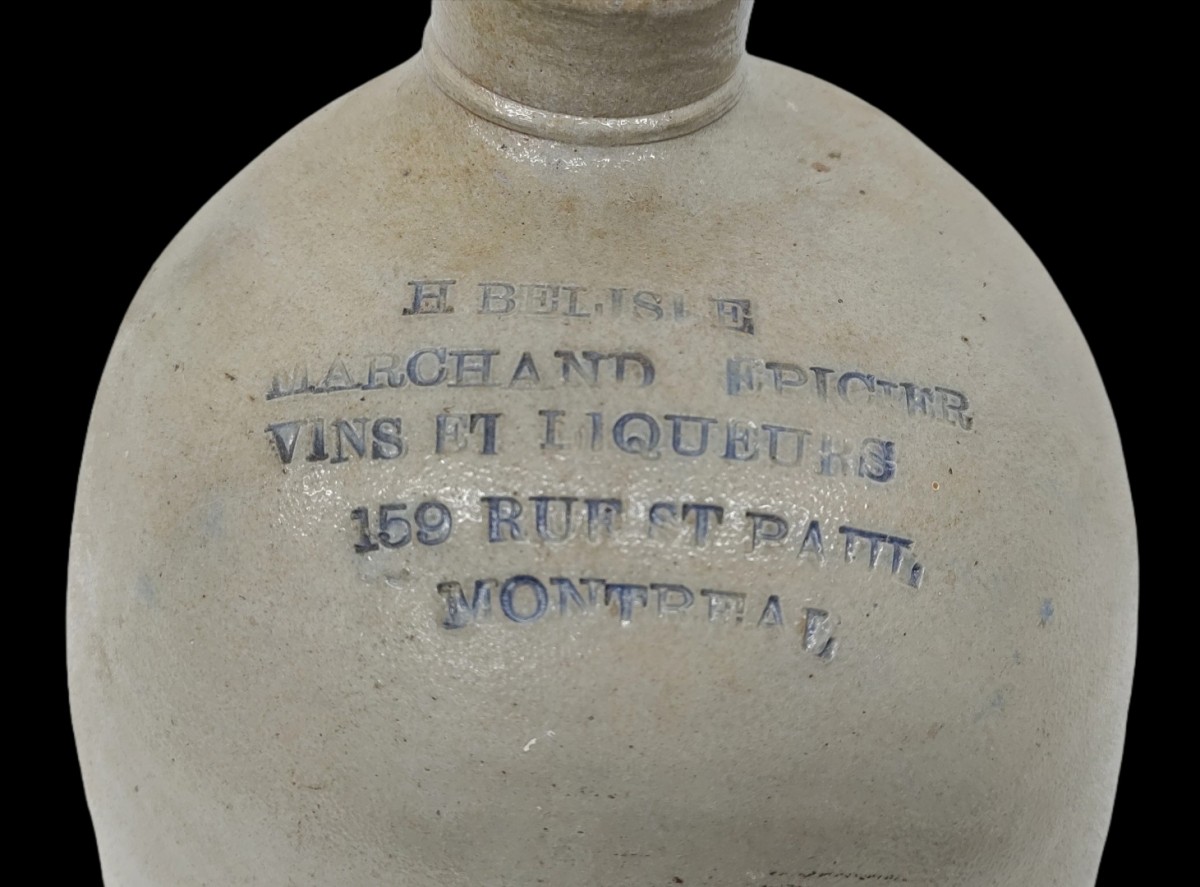 H BELISLE
MARCHAND EPICIER
VINS ET LIQUEURS
159 RUE ST PAUL
MONTREAL